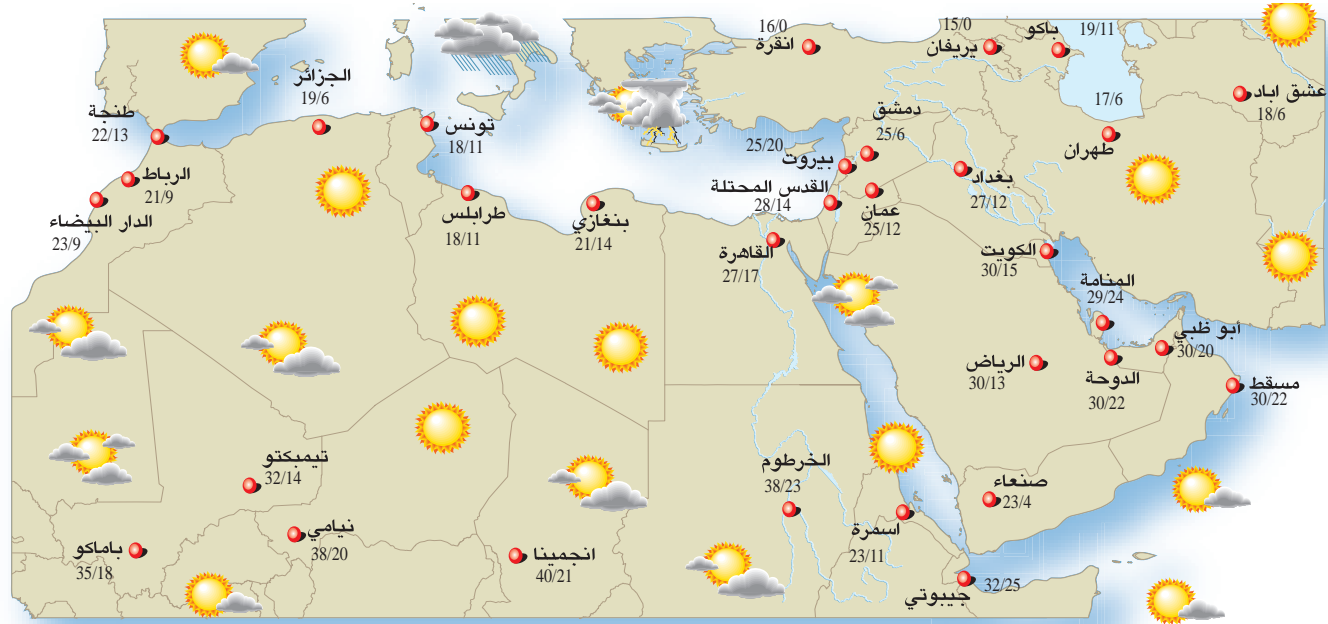 16/0
انقرة
15/0
يريفان
باكو
19/11
عشق اباد
18/6
17/6
طهران
الجزائر
19/6
طنجة
22/13
تونس
18/11
دمشق
25/6
25/20
بيروت
بغداد
27/12
القدس المحتلة
28/14
عمان
25/12
الرباط
21/9
الدار البيضاء
23/9
طرابلس
18/11
بنغازي
21/14
القاهرة
27/17
الكويت
30/15
المنامة
29/24
ابو ظبي
30/20
الرياض
30/13
الدوحة
30/22
مسقط
30/22
تيمبكتو
32/14
الخرطوم
38/23
صنعاء
23/4
باماكو
35/18
نيامي
38/20
انجمينا
40/21
اسمرة
23/11
32/25
جيبوتي